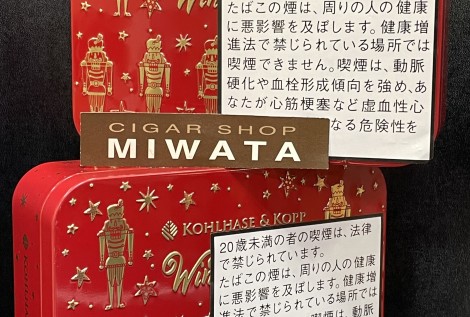 たばこの煙は、周りの人の健康
に悪影響を及ぼします。健康増
進法で禁じられている場所では
喫煙できません。喫煙は、動脈
硬化や血栓形成傾向を強め、あ
なたが心筋梗塞など虚血性心
なる危険性を
CIGAR SHOP
MIWATA
KOHLHASE & KOPP
20歳未満の者の喫煙は、法律
で禁じられています。
たばこの煙は、周りの人の健康
に悪影響を及ぼします。健康増
進法で禁じられている場所では
喫煙は、動脈